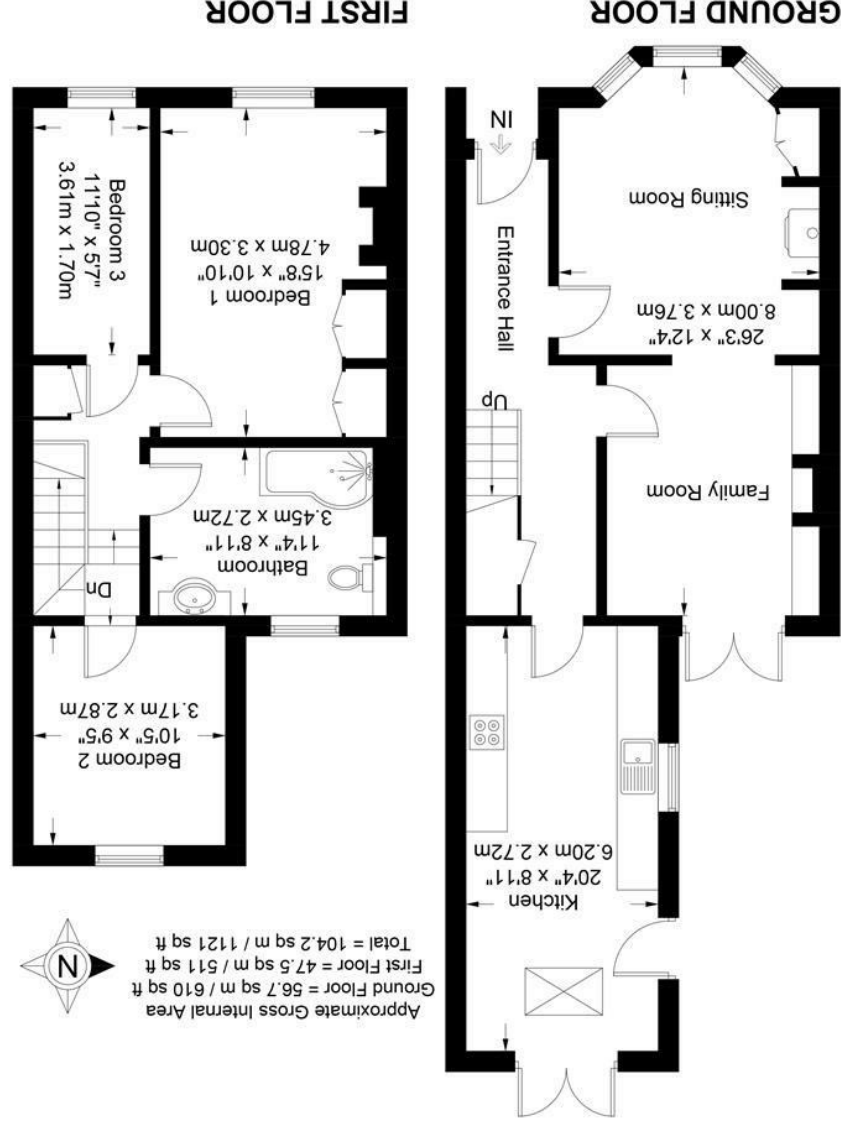 Approximate Gross Internal Area
Ground Floor = 56.7 sq m / 610 sq ft
First Floor = 47.5 sq m / 511 sq ft
Total = 104.2 sq m / 1121 sq ft
N
Kitchen
20'4" x 8'11"
6.20m x 2.72m
Family Room
Up
26'3" x 12'4"
8.00m x 3.76m
Entrance Hall
Sitting Room
IN
GROUND FLOOR
Bedroom 2
10'5" x 9'5"
3.17m x 2.87m
Dn
Bathroom
11'4" x 8'11"
3.45m x 2.72m
Bedroom 1
15'8" x 10'10"
4.78m x 3.30m
Bedroom 3
11'10" x 5'7"
3.61m x 1.70m
FIRST FLOOR